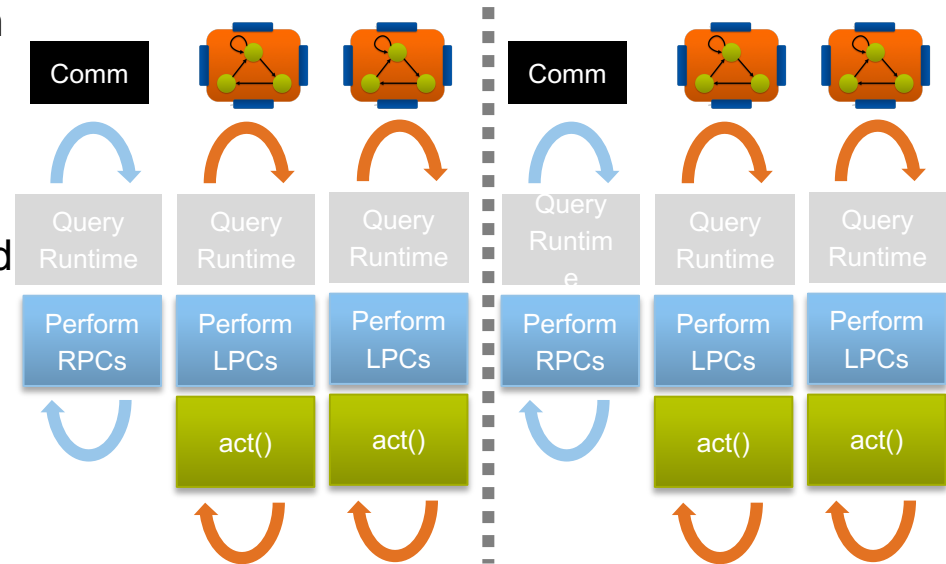 Comm
Comm
Query
Runtime
Query
Runtime
Query
Runtime
Query
Runtim
e
Query
Runtime
Query
Runtime
d
Perform
RPCs
Perform
LPCs
Perform
LPCs
Perform
RPCs
Perform
LPCs
Perform
LPCs
act()
act()
act()
act()